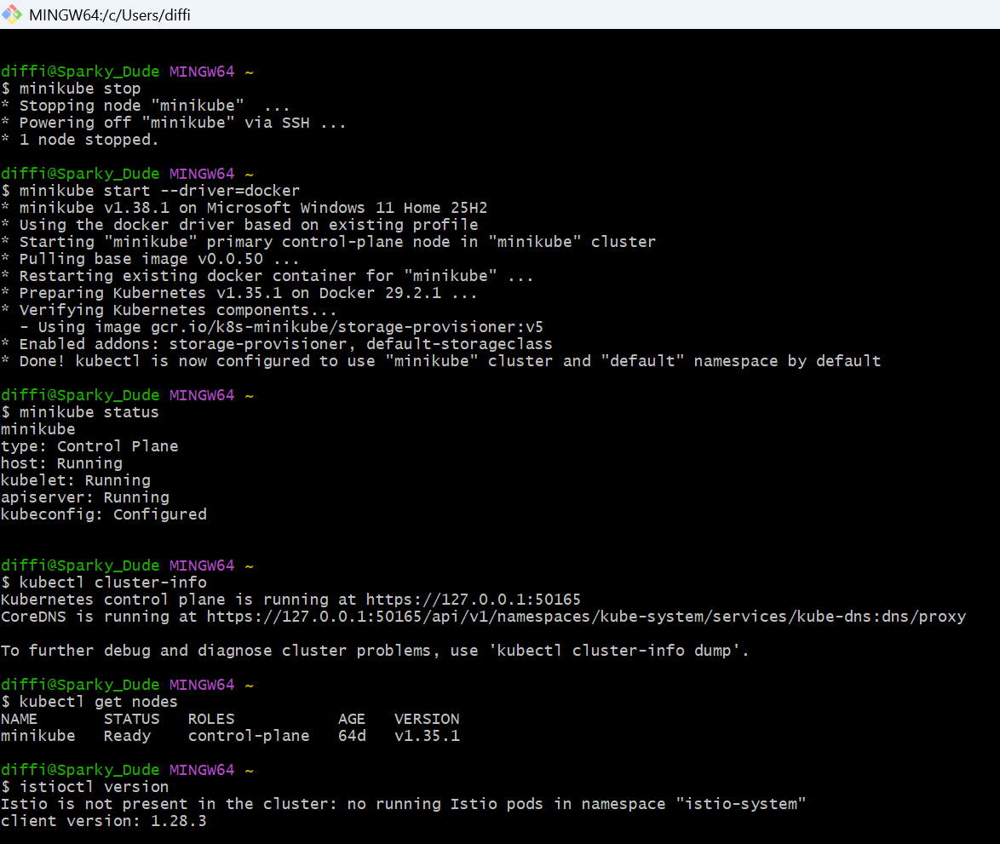 MINGW64:/c/Users/diffi
diffi@Sparky_Dude MINGW64 ~
$ minikube stop
* Stopping node "minikube"  ...
* Powering off "minikube" via SSH ...
* 1 node stopped.
diffi@Sparky_Dude MINGW64 ~
$ minikube start --driver=docker
* minikube v1.38.1 on Microsoft Windows 11 Home 25H2
* Using the docker driver based on existing profile
* Starting "minikube" primary control-plane node in "minikube" cluster
* Pulling base image v0.0.50 ...
* Restarting existing docker container for "minikube" ...
* Preparing Kubernetes v1.35.1 on Docker 29.2.1 ...
* Verifying Kubernetes components...
  - Using image gcr.io/k8s-minikube/storage-provisioner:v5
* Enabled addons: storage-provisioner, default-storageclass
* Done! kubectl is now configured to use "minikube" cluster and "default" namespace by default
diffi@Sparky_Dude MINGW64 ~
$ minikube status
minikube
type: Control Plane
host: Running
kubelet: Running
apiserver: Running
kubeconfig: Configured
diffi@Sparky_Dude MINGW64 ~
$ kubectl cluster-info
Kubernetes control plane is running at https://127.0.0.1:50165
CoreDNS is running at https://127.0.0.1:50165/api/v1/namespaces/kube-system/services/kube-dns:dns/proxy
To further debug and diagnose cluster problems, use 'kubectl cluster-info dump'.
diffi@Sparky_Dude MINGW64 ~
$ kubectl get nodes
NAME       STATUS   ROLES           AGE   VERSION
minikube   Ready    control-plane   64d   v1.35.1
diffi@Sparky_Dude MINGW64 ~
$ istioctl version
Istio is not present in the cluster: no running Istio pods in namespace "istio-system"
client version: 1.28.3